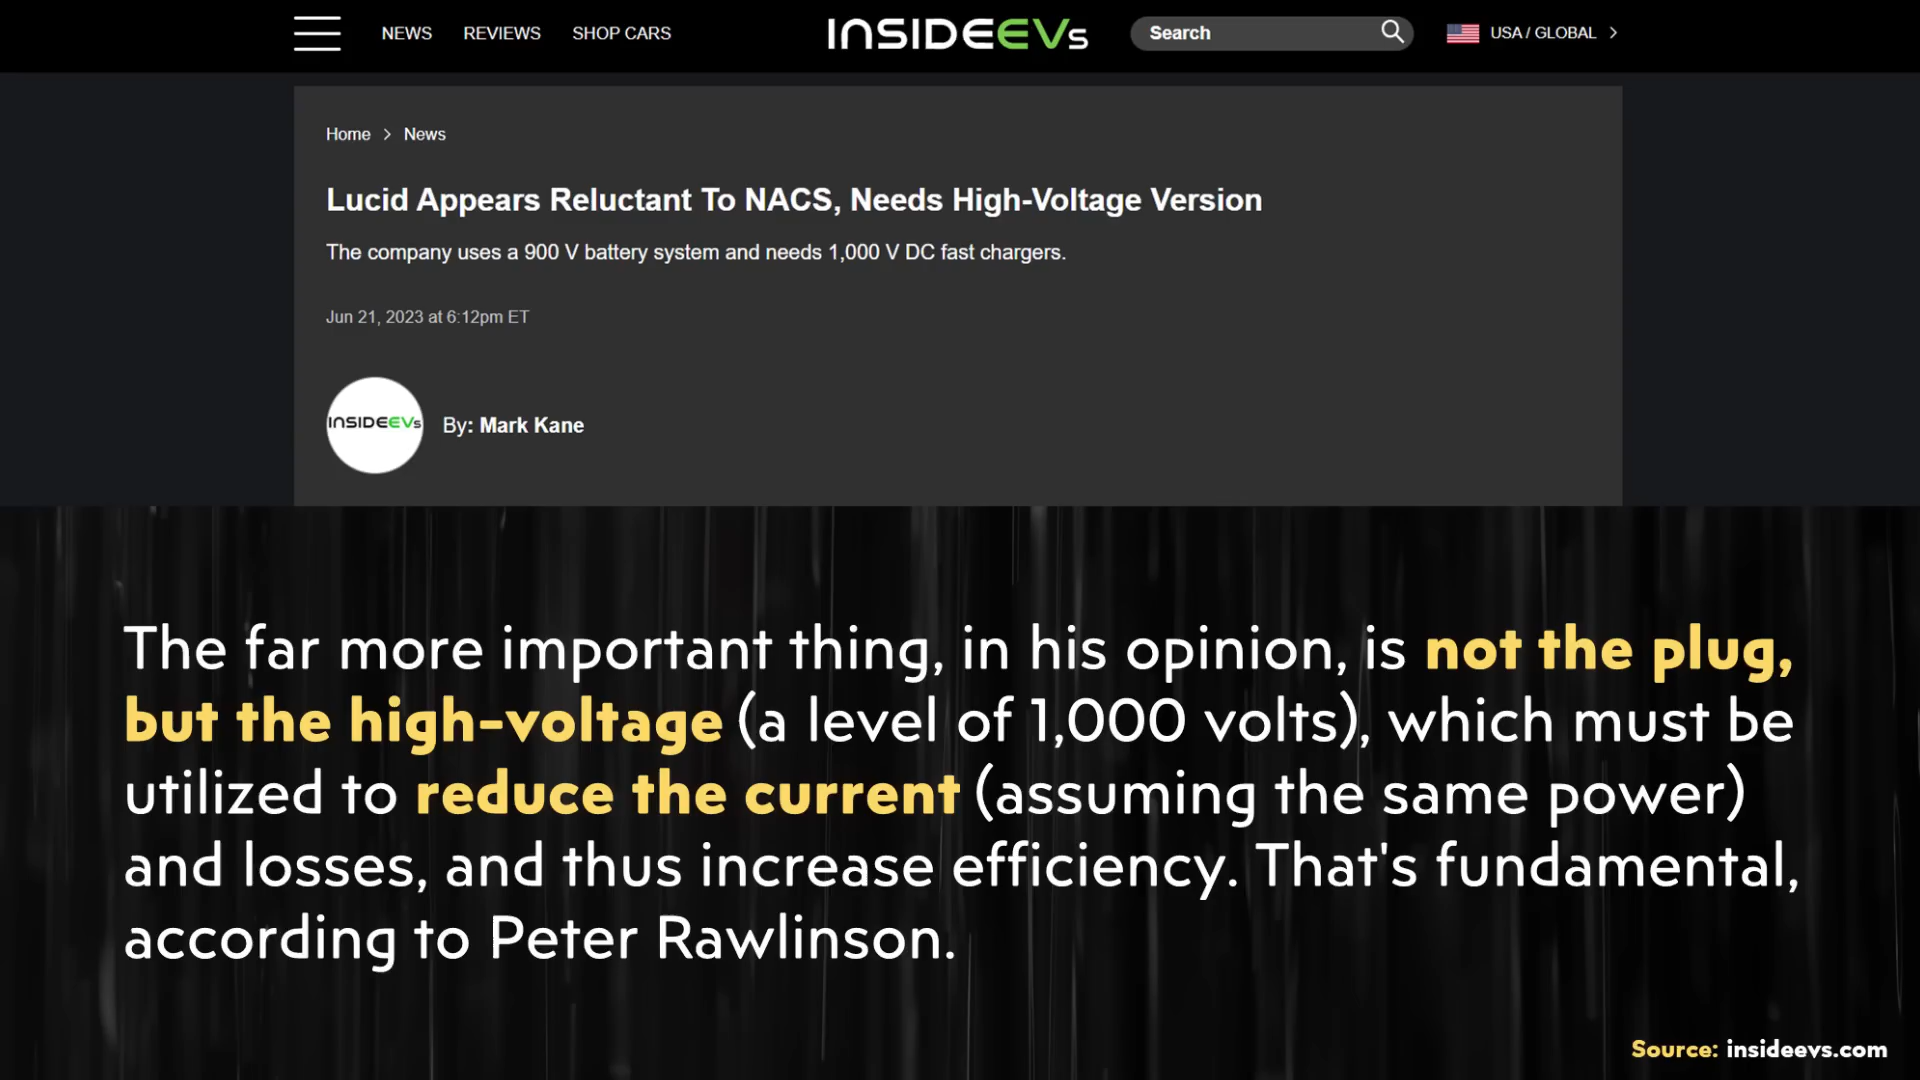 NEWS REVIEWS SHOP CARS INSIDEEVs Search USA / GLOBAL
Home > News
Lucid Appears Reluctant To NACS, Needs High-Voltage Version
The company uses a 900 V battery system and needs 1,000 V DC fast chargers.
Jun 21, 2023 at 6:12pm ET
INSIDEEVs By: Mark Kane
The far more important thing, in his opinion, is not the plug,
but the high-voltage (a level of 1,000 volts), which must be
utilized to reduce the current (assuming the same power)
and losses, and thus increase efficiency. That's fundamental,
according to Peter Rawlinson.
Source: insideevs.com